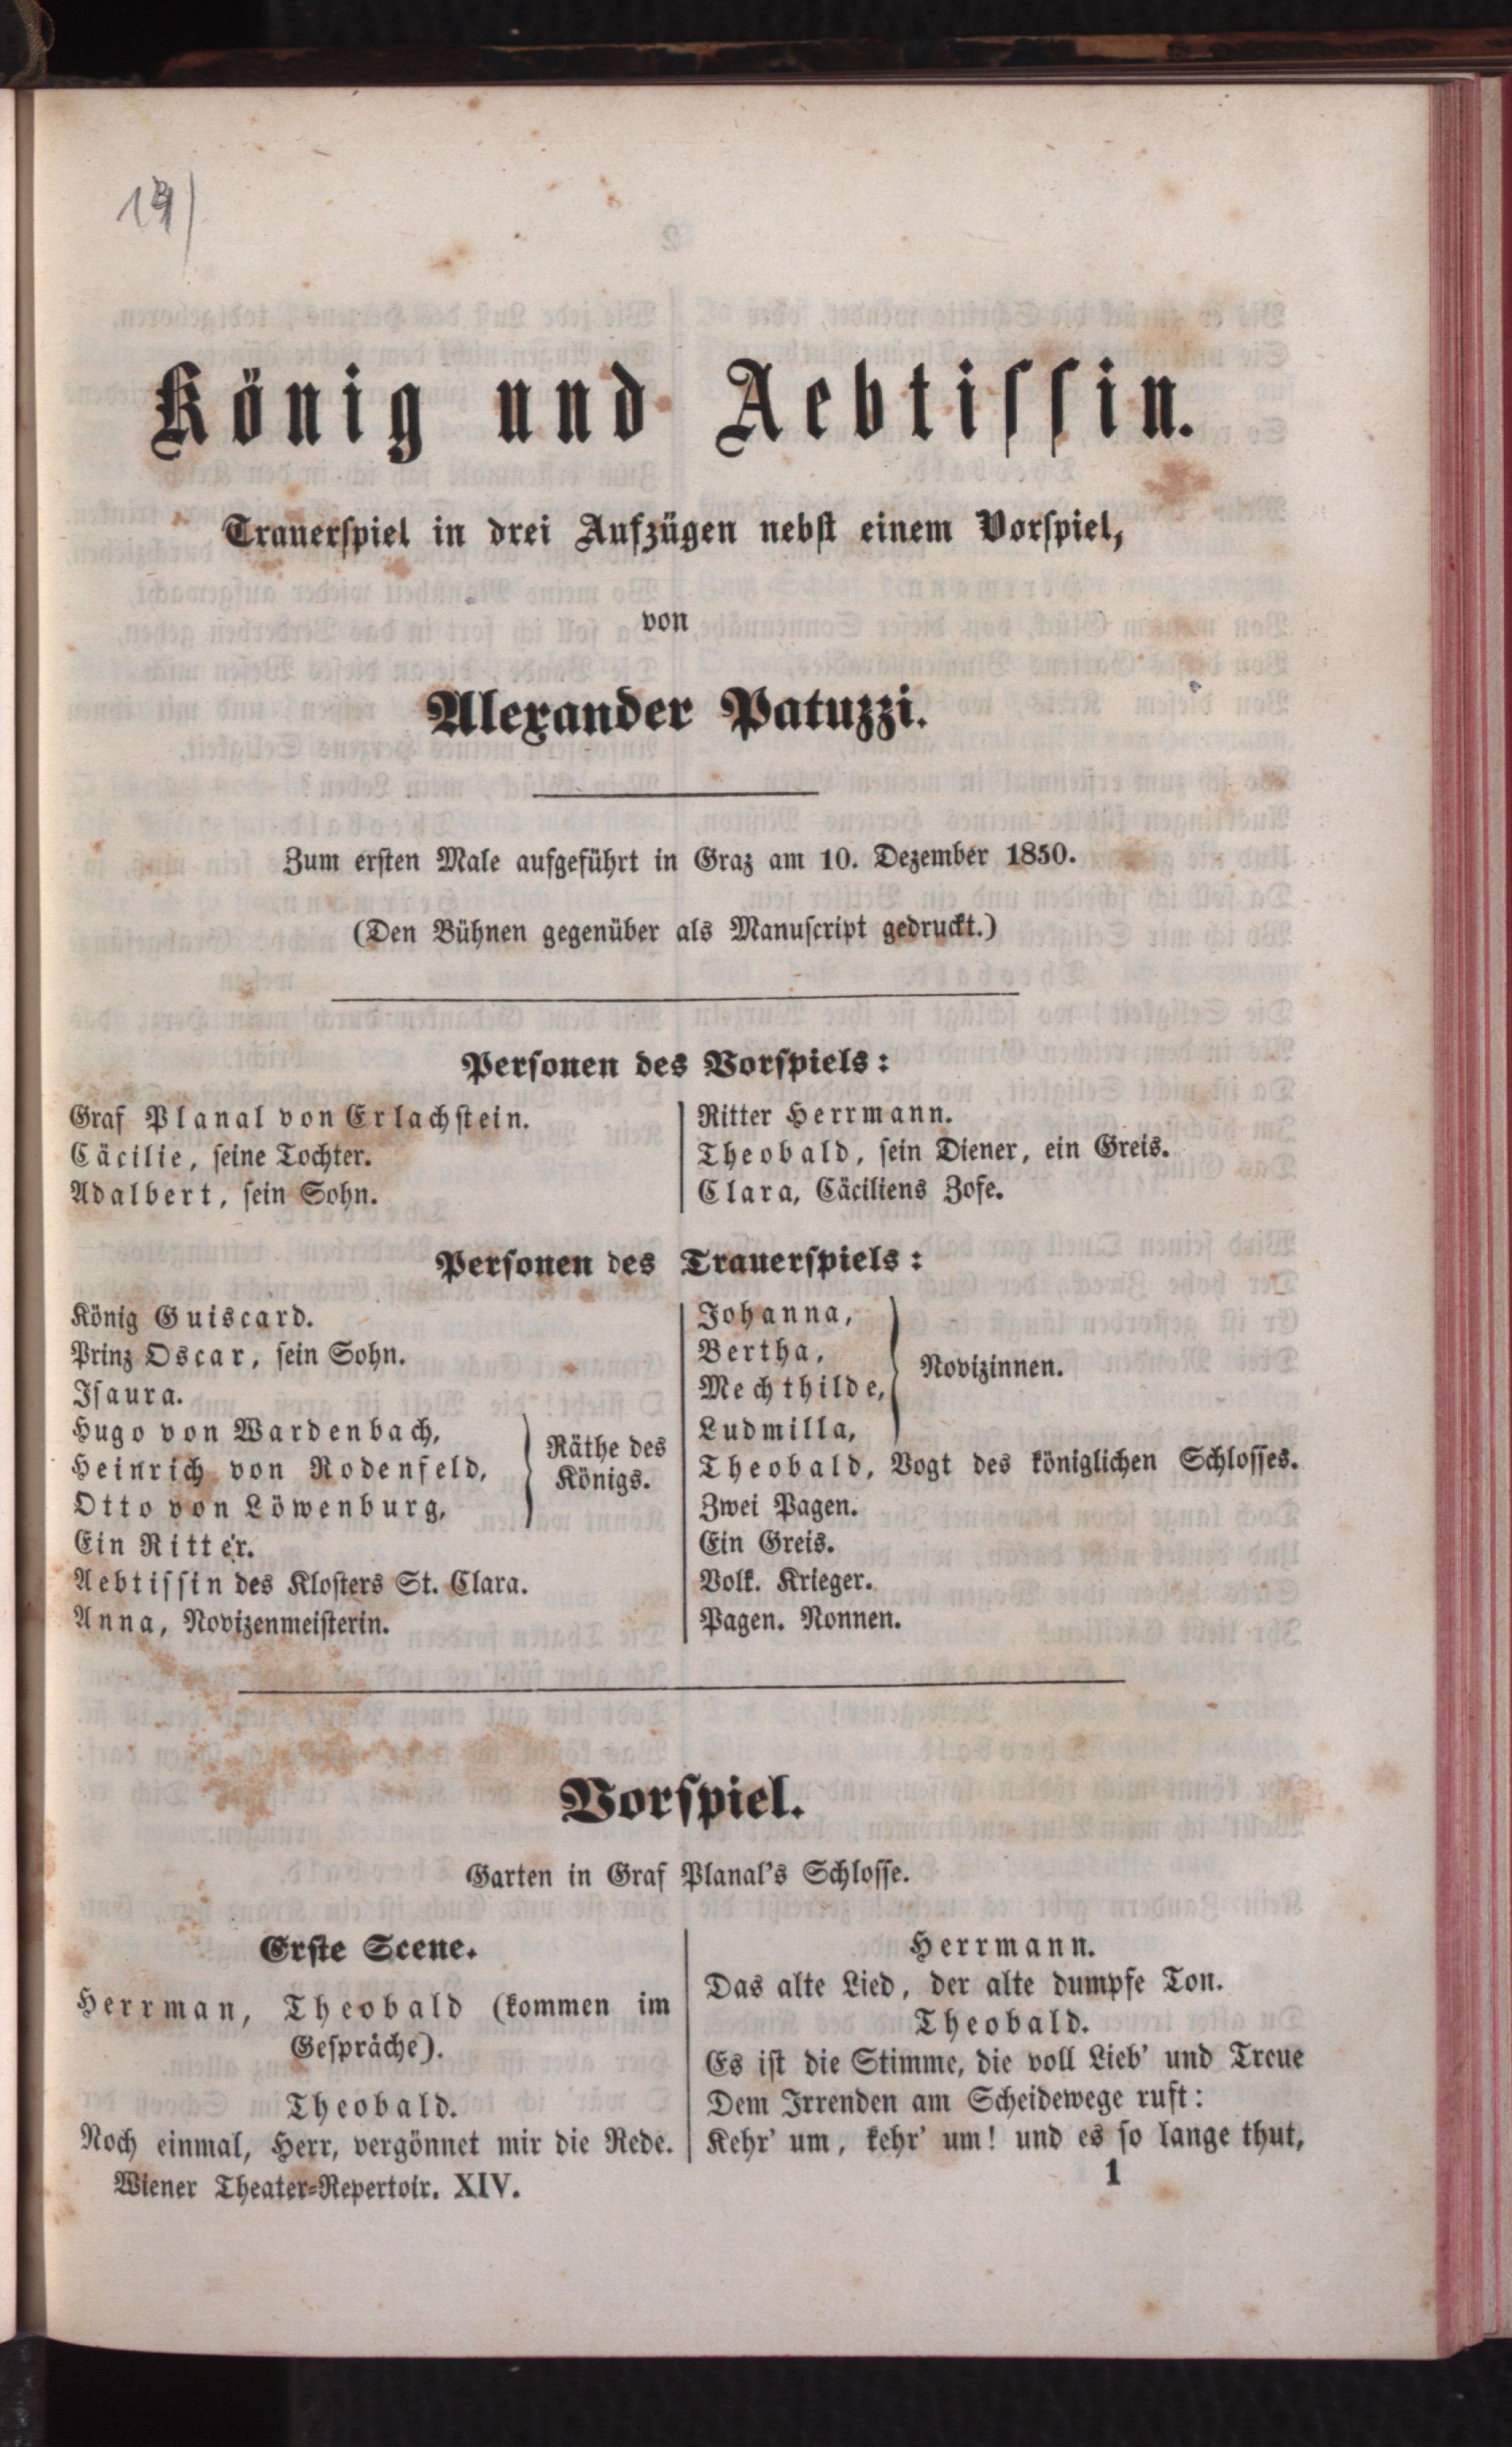 König und Aebtissin.
Trauerspiel in drei Aufzügen nebst einem Vorspiel,
von
Alexander Patuzzi.
Zum ersten Male aufgeführt in Graz am 10. Dezember 1850.
(Den Bühnen gegenüber als Manuscript gedruckt.)
Personen des Vorspiels:
Graf Planal von Erlachstein.
Cäcilie, seine Tochter.
Adalbert, sein Sohn.
Ritter Herrmann.
Theobald, sein Diener, ein Greis.
Clara, Cäciliens Zofe.
Personen des Trauerspiels:
König Guiscard.
Prinz Oscar, sein Sohn.
Isaura.
Hugo von Wardenbach,
Heinrich von Rodenfeld,
Otto von Löwenburg,
Räthe des
Königs.
Ein Ritter.
Aebtissin des Klosters St. Clara.
Anna, Novizenmeisterin.
Johanna,
Bertha,
Mechthilde,
Ludmilla,
Novizinnen.
Theobald, Vogt des königlichen Schlosses.
Zwei Pagen.
Ein Greis.
Volk. Krieger.
Pagen. Nonnen.
Vorspiel.
Garten in Graf Planal's Schlosse.
Erste Scene.
Herrman, Theobald (kommen im
Gespräche).
Theobald.
Noch einmal, Herr, vergönnet mir die Rede.
Herrmann.
Das alte Lied, der alte dumpfe Ton.
Theobald.
Es ist die Stimme, die voll Lieb' und Treue
Dem Irrenden am Scheidewege ruft:
Kehr' um, kehr' um! und es so lange thut,
Wiener Theater-Repertoir. XIV.
1